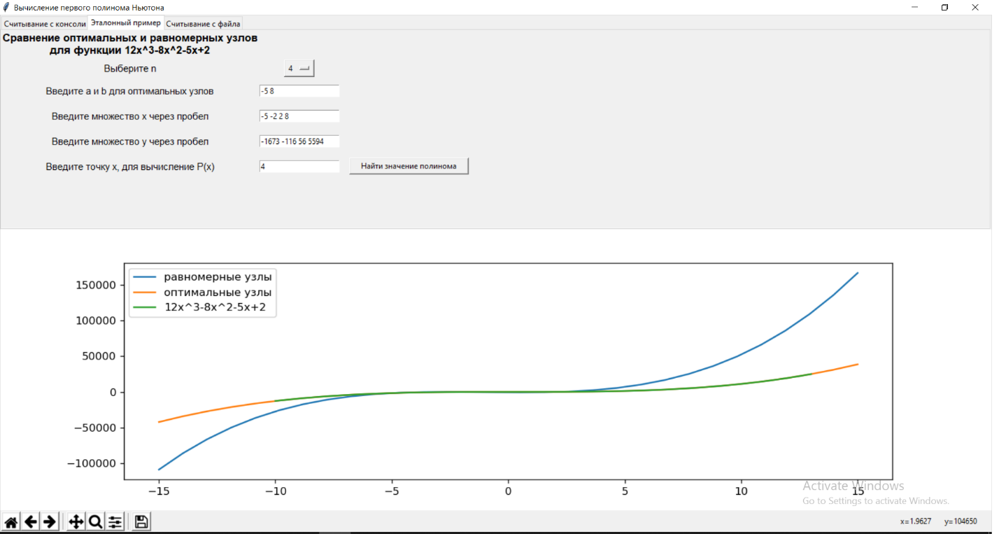 Вычисление первого полинома Ньютона
Считывание с консоли Эталонный пример Считывание с файла
Сравнение оптимальных и равномерных узлов
для функции 12x^3-8x^2-5x+2
Выберите n 4
Введите a и b для оптимальных узлов -5 8
Введите множество x через пробел -5 -2 2 8
Введите множество y через пробел -1673 -116 56 5594
Введите точку x, для вычисление P(x) 4 Найти значение полинома
равномерные узлы
оптимальные узлы
12x^3-8x^2-5x+2
150000
100000
50000
0
−50000
−100000
−15 −10 −5 0 5 10 15
Activate Windows
Go to Settings to activate Windows.
x=1.9627 y=104650